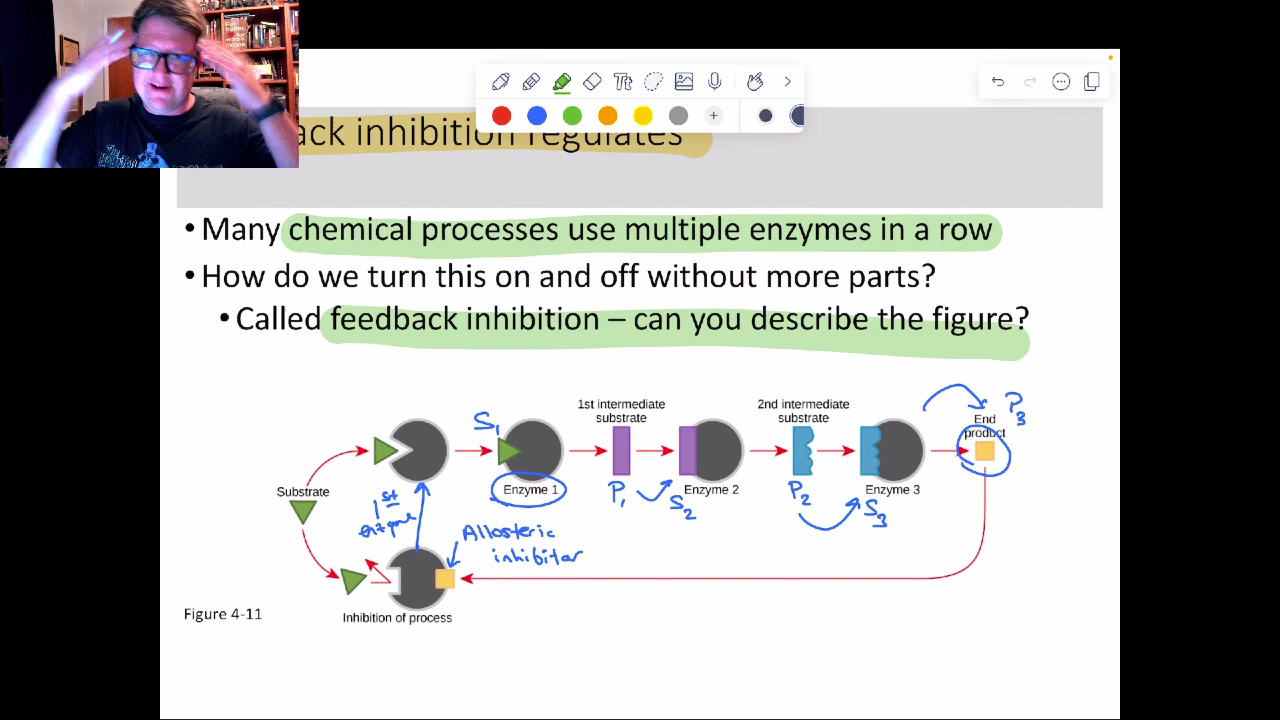 ack inhibition regulates
• Many chemical processes use multiple enzymes in a row
• How do we turn this on and off without more parts?
• Called feedback inhibition – can you describe the figure?
Substrate
S1
Enzyme 1
1st intermediate
substrate
P1
S2
Enzyme 2
2nd intermediate
substrate
P2
S3
Enzyme 3
End
product
P3
1st
enzyme
Allosteric
inhibitor
Inhibition of process
Figure 4-11